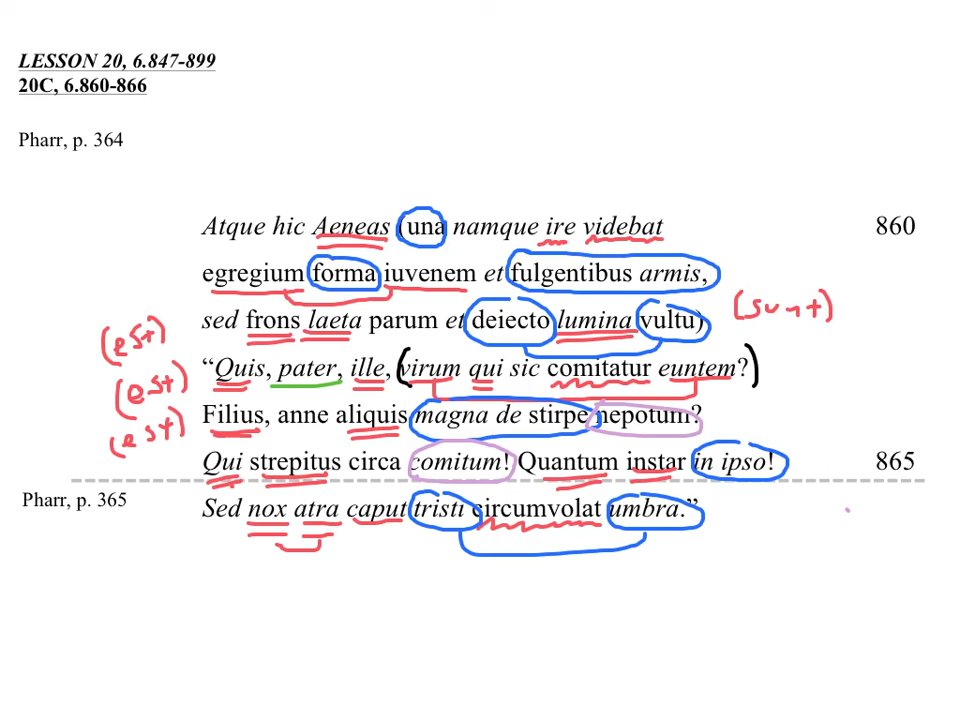 LESSON 20, 6.847-899
20C, 6.860-866
Pharr, p. 364
Atque hic Aeneas (una namque ire videbat 860
egregium forma iuvenem et fulgentibus armis,
sed frons laeta parum et deiecto lumina vultu) (sunt)
(est) “Quis, pater, ille, (virum qui sic comitatur euntem?)
(est) Filius, anne aliquis magna de stirpe nepotum?
(est) Qui strepitus circa comitum! Quantum instar in ipso! 865
Pharr, p. 365 Sed nox atra caput tristi circumvolat umbra.”